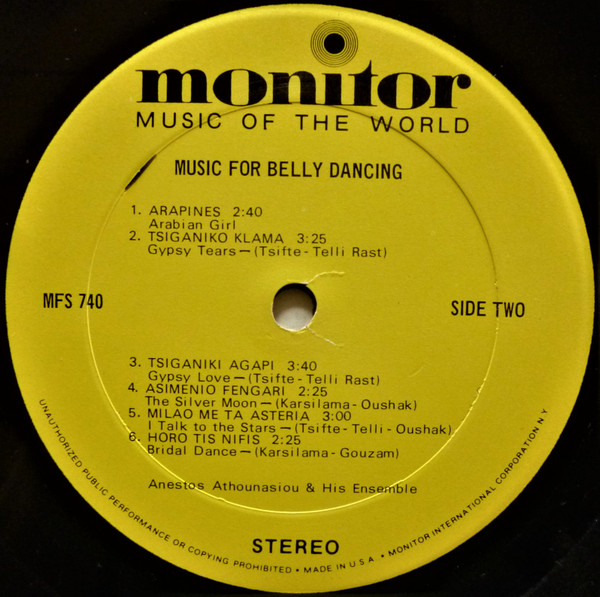 monitor
MUSIC OF THE WORLD
MUSIC FOR BELLY DANCING
1. ARAPINES 2:40
Arabian Girl
2. TSIGANIKO KLAMA 3:25
Gypsy Tears — (Tsifte - Telli Rast)
MFS 740
SIDE TWO
3. TSIGANIKI AGAPI 3:40
Gypsy Love — (Tsifte - Telli Rast)
4. ASIMENIO FENGARI 2:25
The Silver Moon — (Karsilama - Oushak)
5. MILAO ME TA ASTERIA 3:00
I Talk to the Stars — (Tsifte - Telli - Oushak)
6. HORO TIS NIFIS 2:25
Bridal Dance — (Karsilama - Gouzam)
Anestos Athounasiou & His Ensemble
STEREO
UNAUTHORIZED PUBLIC PERFORMANCE OR COPYING PROHIBITED • MADE IN U.S.A. • MONITOR INTERNATIONAL CORPORATION N.Y.